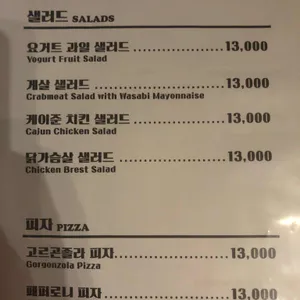 샐러드 SALADS
요거트 과일 샐러드 ........................ 13,000
Yogurt Fruit Salad
게살 샐러드 ................................ 13,000
Crabmeat Salad with Wasabi Mayonnaise
케이준 치킨 샐러드 ........................ 13,000
Cajun Chicken Salad
닭가슴살 샐러드 ........................... 13,000
Chicken Brest Salad
피자 PIZZA
고르곤졸라 피자............................ 13,000
Gorgonzola Pizza
페퍼로니 피자 .............................. 13,000